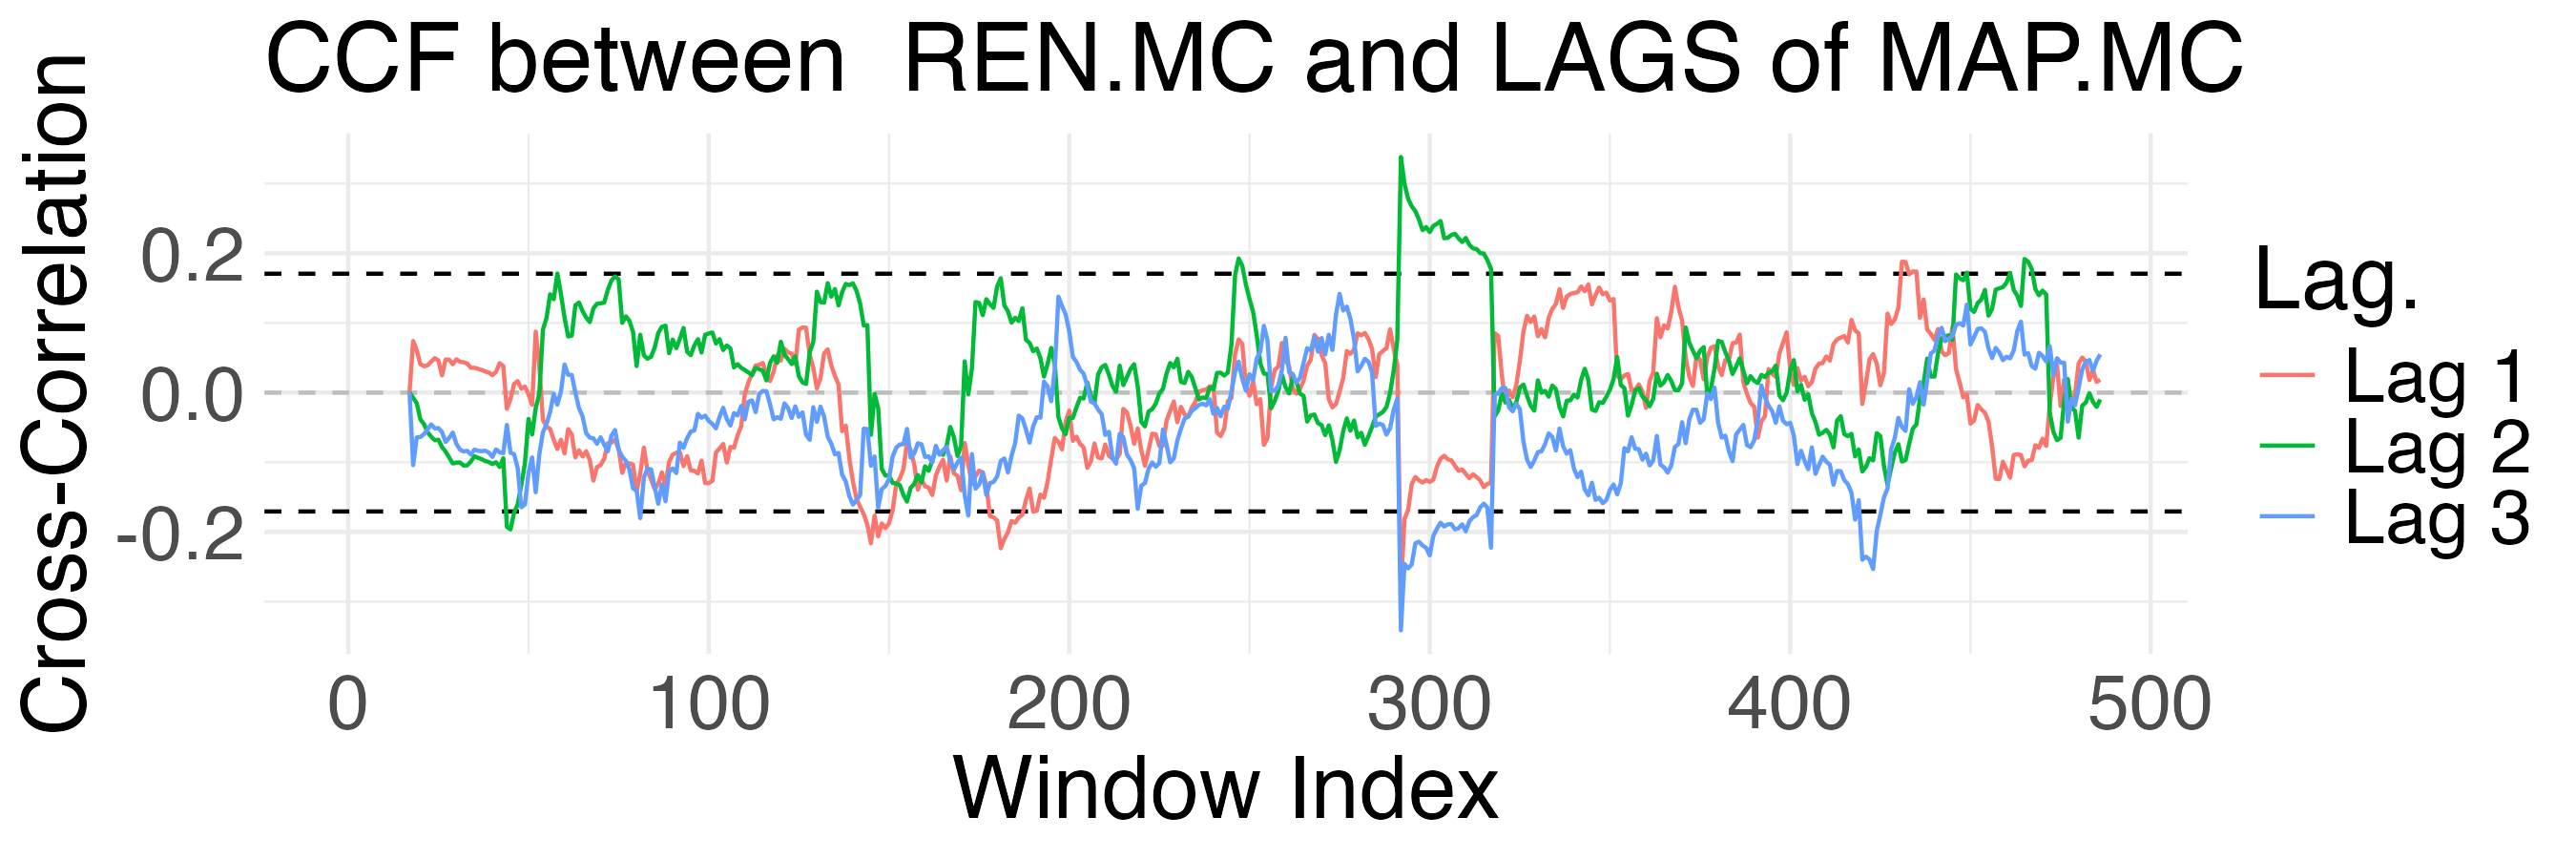 CCF between  REN.MC and LAGS of MAP.MC
Cross-Correlation
0.2
0.0
-0.2
0 100 200 300 400 500
Window Index
Lag.
Lag 1
Lag 2
Lag 3